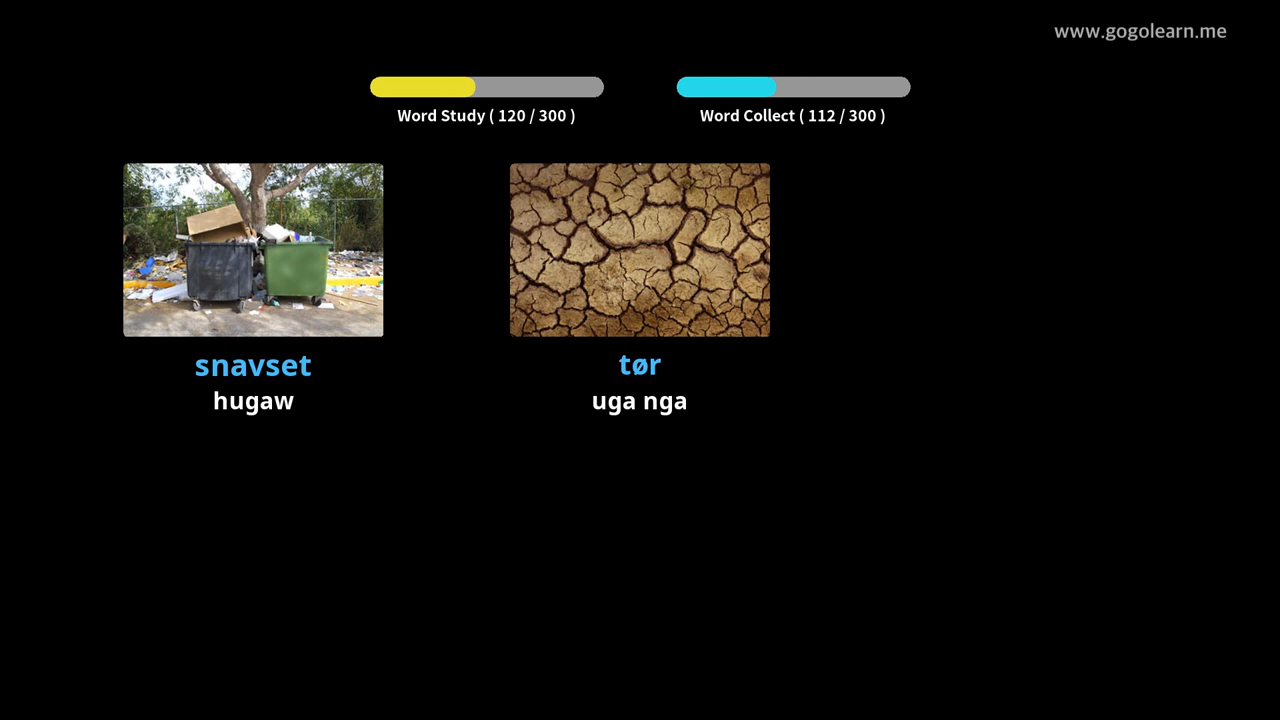 www.gogolearn.me
Word Study ( 120 / 300 )
Word Collect ( 112 / 300 )
snavset
hugaw
tør
uga nga